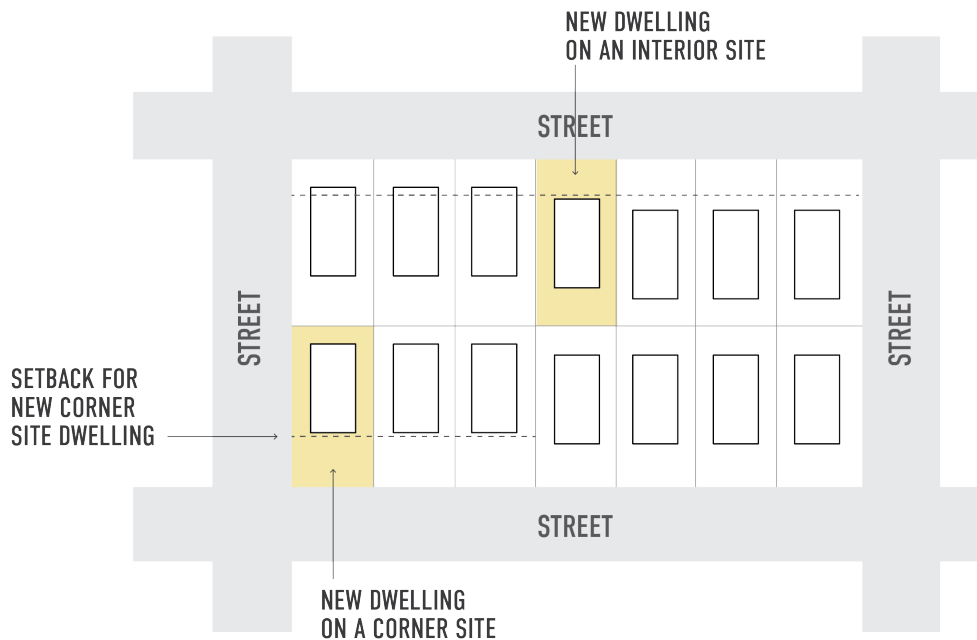 NEW DWELLING
ON AN INTERIOR SITE
STREET
STREET
STREET
SETBACK FOR
NEW CORNER
SITE DWELLING
STREET
NEW DWELLING
ON A CORNER SITE